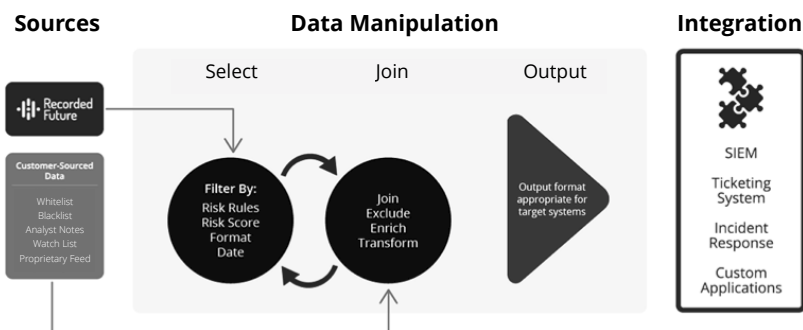 Sources
Data Manipulation
Integration
Select
Join
Output
Recorded
Future
Customer-Sourced
Data
Whitelist
Blacklist
Analyst Notes
Watch List
Proprietary Feed
Filter By:
Risk Rules
Risk Score
Format
Date
Join
Exclude
Enrich
Transform
Output format
appropriate for
target systems
SIEM
Ticketing
System
Incident
Response
Custom
Applications